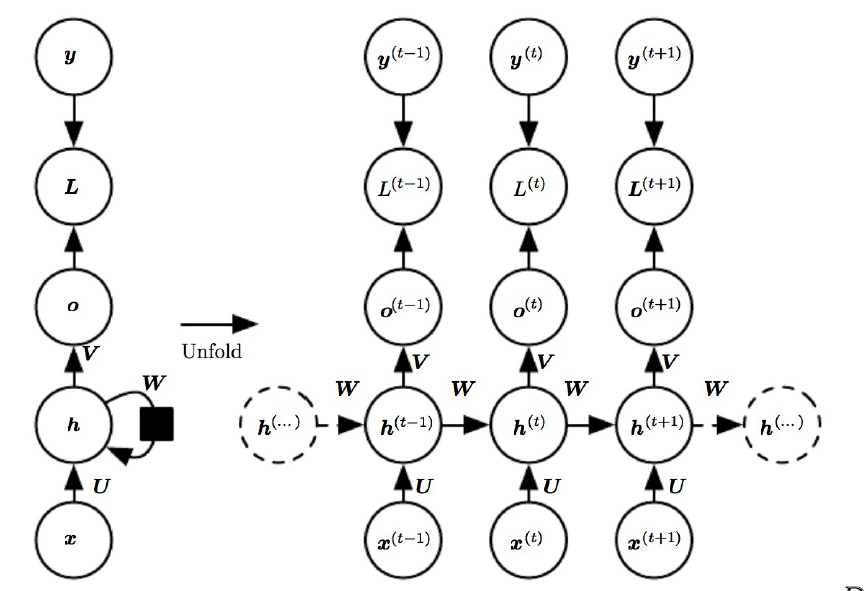 y y^(t−1) y^(t) y^(t+1)
L L^(t−1) L^(t) L^(t+1)
o o^(t−1) o^(t) o^(t+1)
Unfold
V V V V
W W W W W
h h^(...) h^(t−1) h^(t) h^(t+1) h^(...)
U U U U
x x^(t−1) x^(t) x^(t+1)